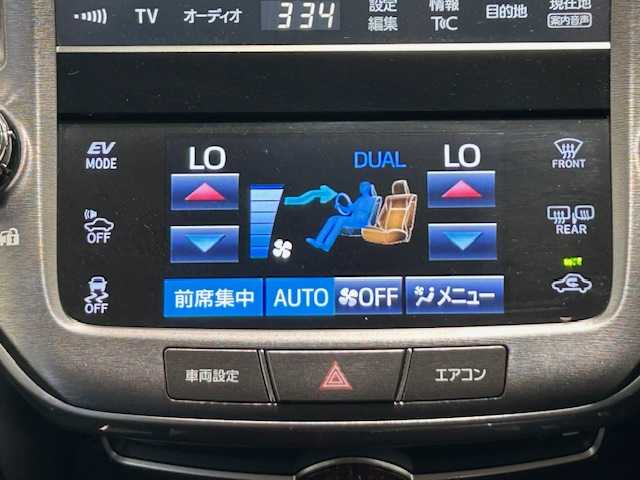 TV オーディオ 334 設定 編集 情報 T℃ 目的地 現在地 案内音声
EV MODE
LO
DUAL
LO
FRONT
OFF
REAR
OFF
前席集中 AUTO OFF メニュー
車両設定 エアコン